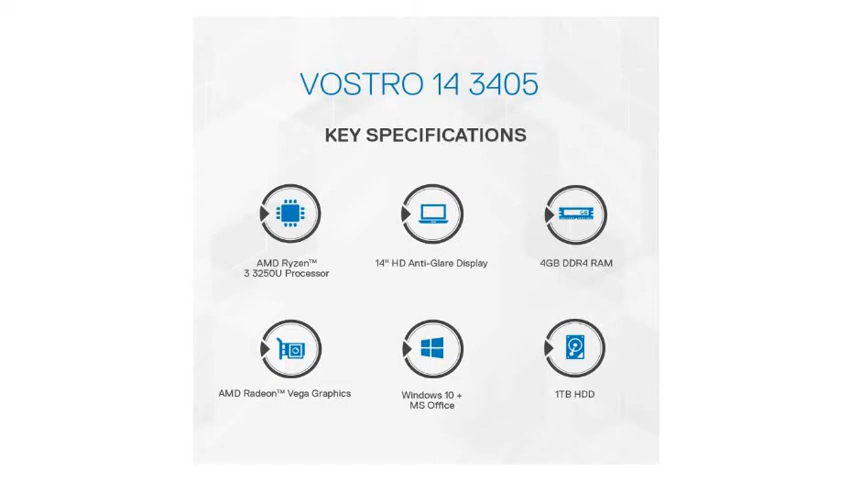 VOSTRO 14 3405
KEY SPECIFICATIONS
AMD Ryzen™
3 3250U Processor
14" HD Anti-Glare Display
GB
4GB DDR4 RAM
AMD Radeon™ Vega Graphics
Windows 10 +
MS Office
1TB HDD